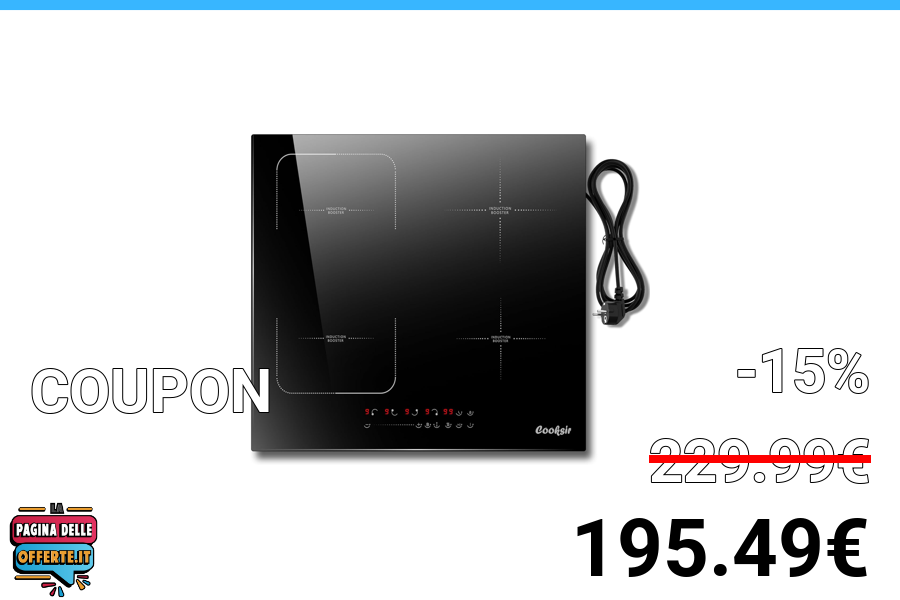 INDUCTION
BOOSTER
INDUCTION
BOOSTER
INDUCTION
BOOSTER
INDUCTION
BOOSTER
-15%
COUPON
Cooksir
229.99€
LA
PAGINA DELLE
OFFERTE.IT
195.49€